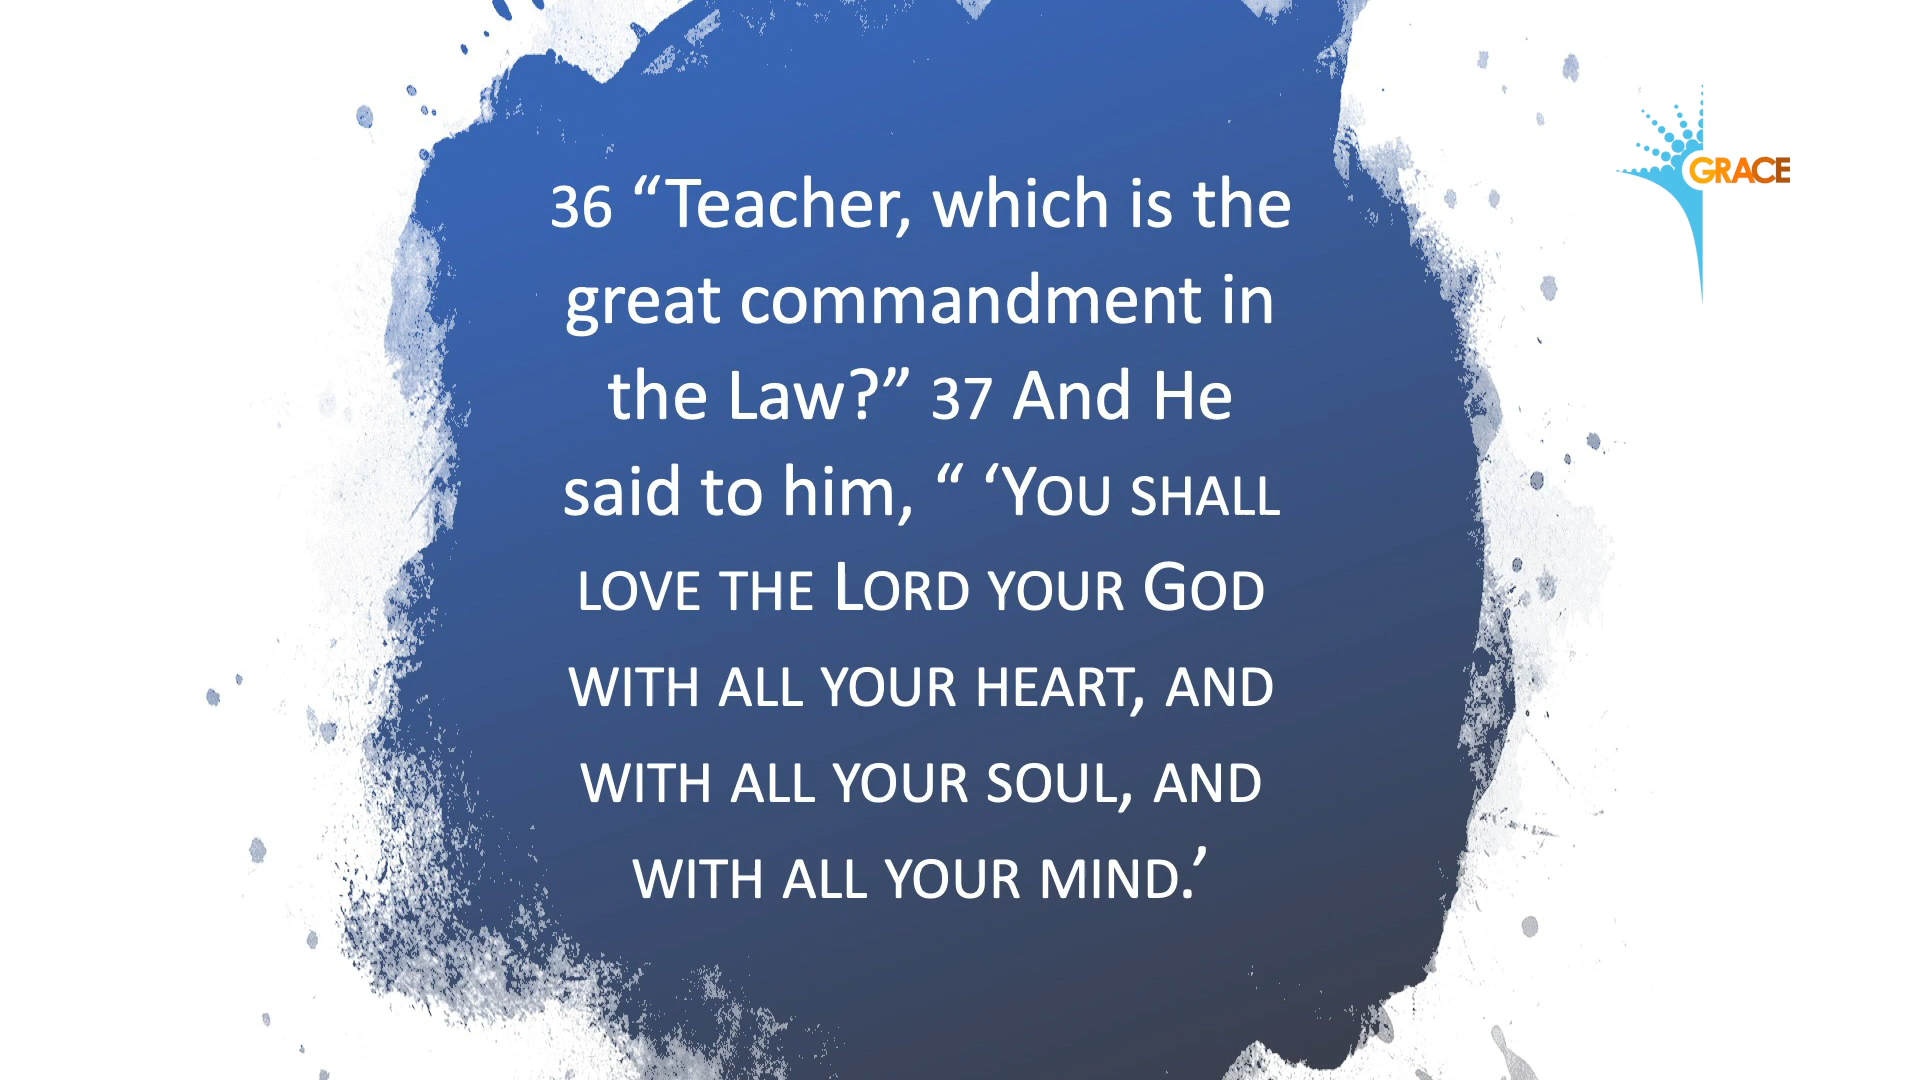 36 “Teacher, which is the
great commandment in
the Law?” 37 And He
said to him, “ ‘YOU SHALL
LOVE THE LORD YOUR GOD
WITH ALL YOUR HEART, AND
WITH ALL YOUR SOUL, AND
WITH ALL YOUR MIND.’
GRACE